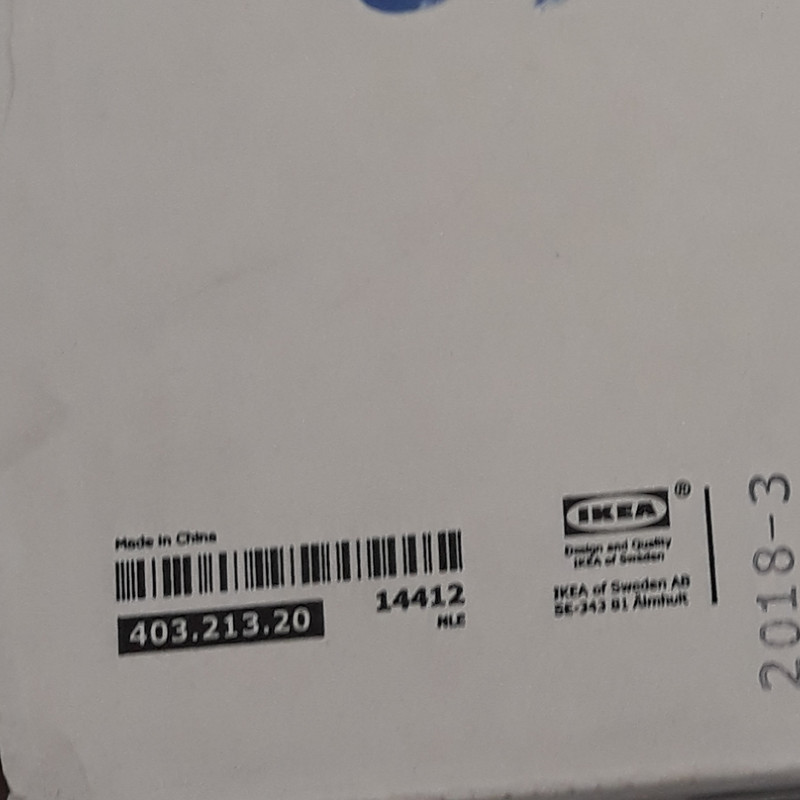 Made in China
403.213.20
14412
HLE
IKEA®
Design and Quality
IKEA of Sweden
IKEA of Sweden AB
SE-343 81 Älmhult
2018-3